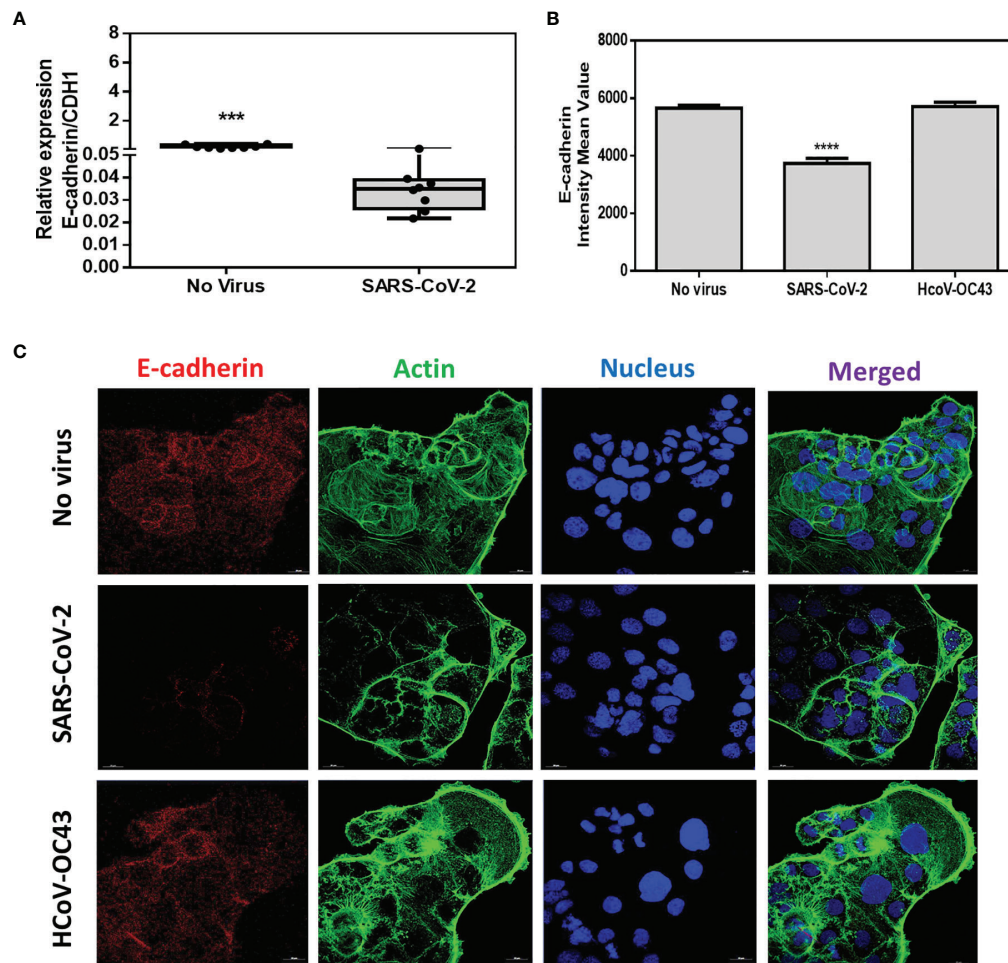 A
Relative expression
E-cadherin/CDH1
8
6
4
2
0.05
0.04
0.03
0.02
0.01
0.00
***
No Virus
SARS-CoV-2
B
E-cadherin
Intensity Mean Value
8000
6000
4000
2000
0
****
No virus
SARS-CoV-2
HcoV-OC43
C
E-cadherin
Actin
Nucleus
Merged
No virus
SARS-CoV-2
HCoV-OC43